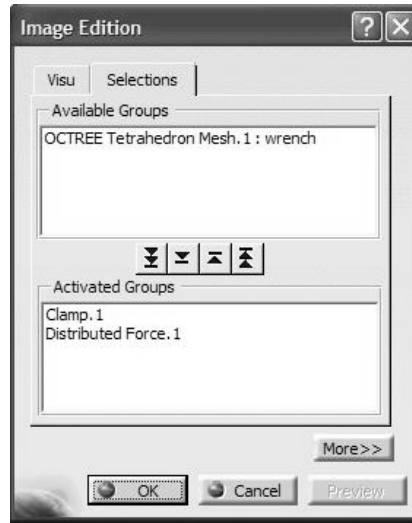 Image Edition
Visu Selections
Available Groups
OCTREE Tetrahedron Mesh.1 : wrench
Activated Groups
Clamp.1
Distributed Force.1
More>>
OK Cancel Preview